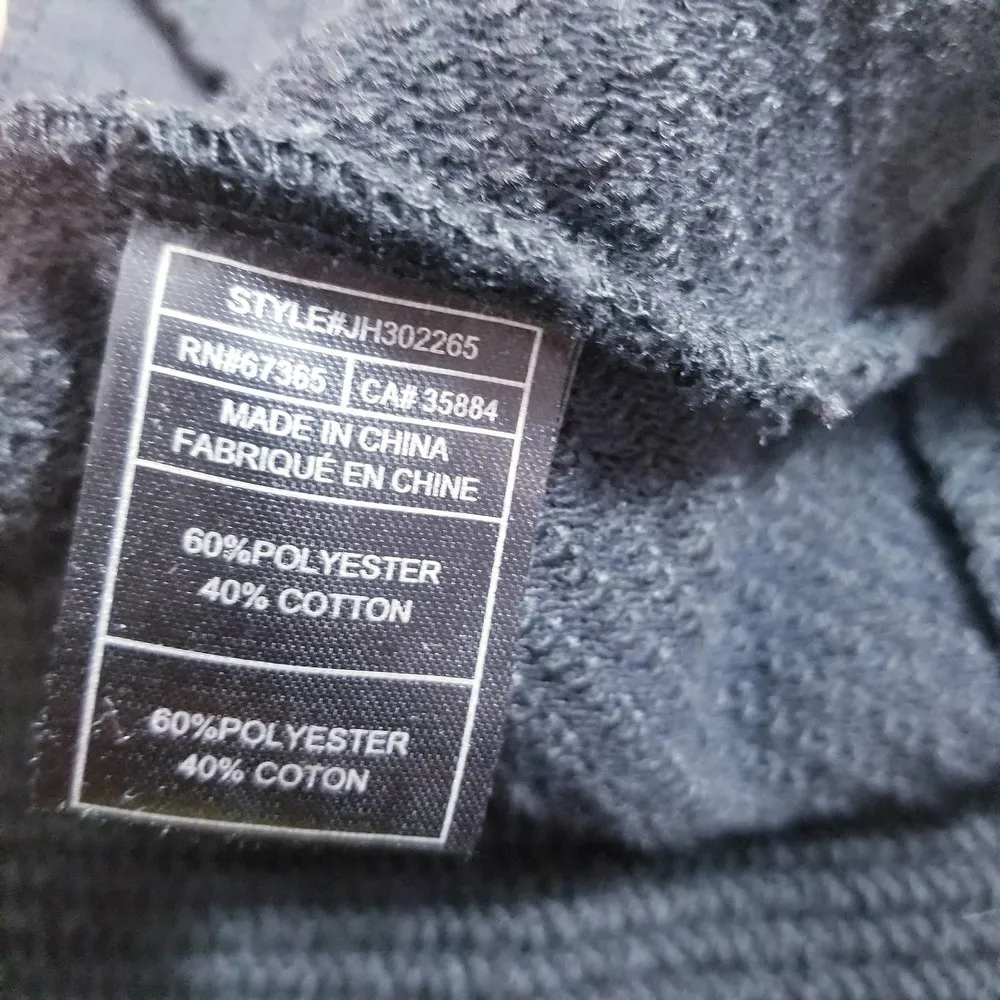 STYLE#JH302265
RN#67365 CA# 35884
MADE IN CHINA
FABRIQUÉ EN CHINE
60%POLYESTER
40% COTTON
60%POLYESTER
40% COTON